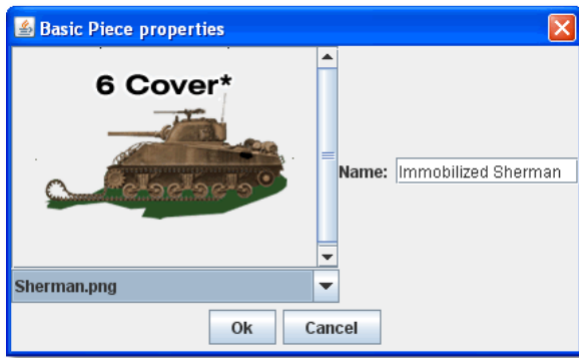 Basic Piece properties
6 Cover*
Name: Immobilized Sherman
Sherman.png
Ok Cancel